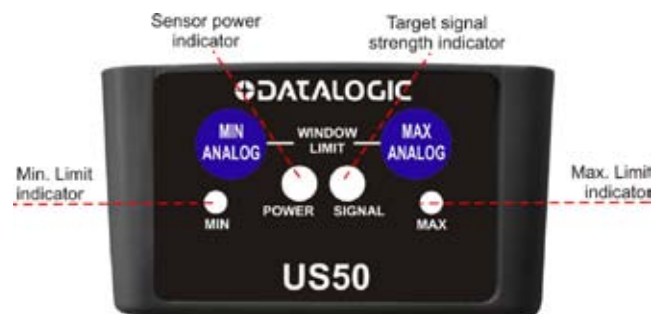 Sensor power
indicator
Target signal
strength indicator
DATALOGIC
MIN
ANALOG
WINDOW
LIMIT
MAX
ANALOG
Min. Limit
indicator
Max. Limit
indicator
POWER SIGNAL
MIN
MAX
US50